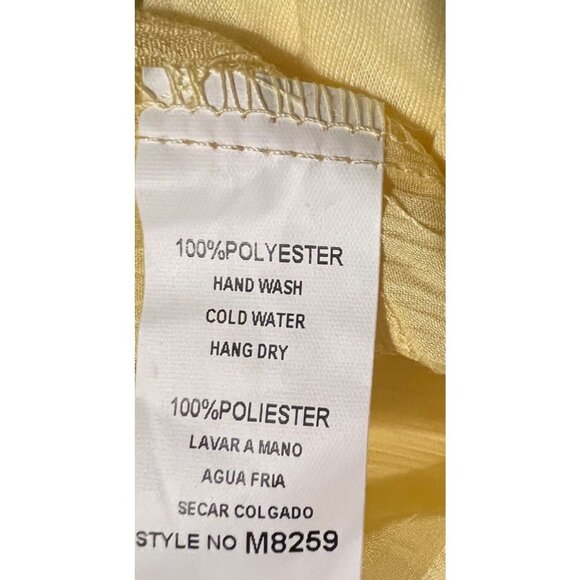 100%POLYESTER
HAND WASH
COLD WATER
HANG DRY
100%POLIESTER
LAVAR A MANO
AGUA FRIA
SECAR COLGADO
STYLE NO M8259